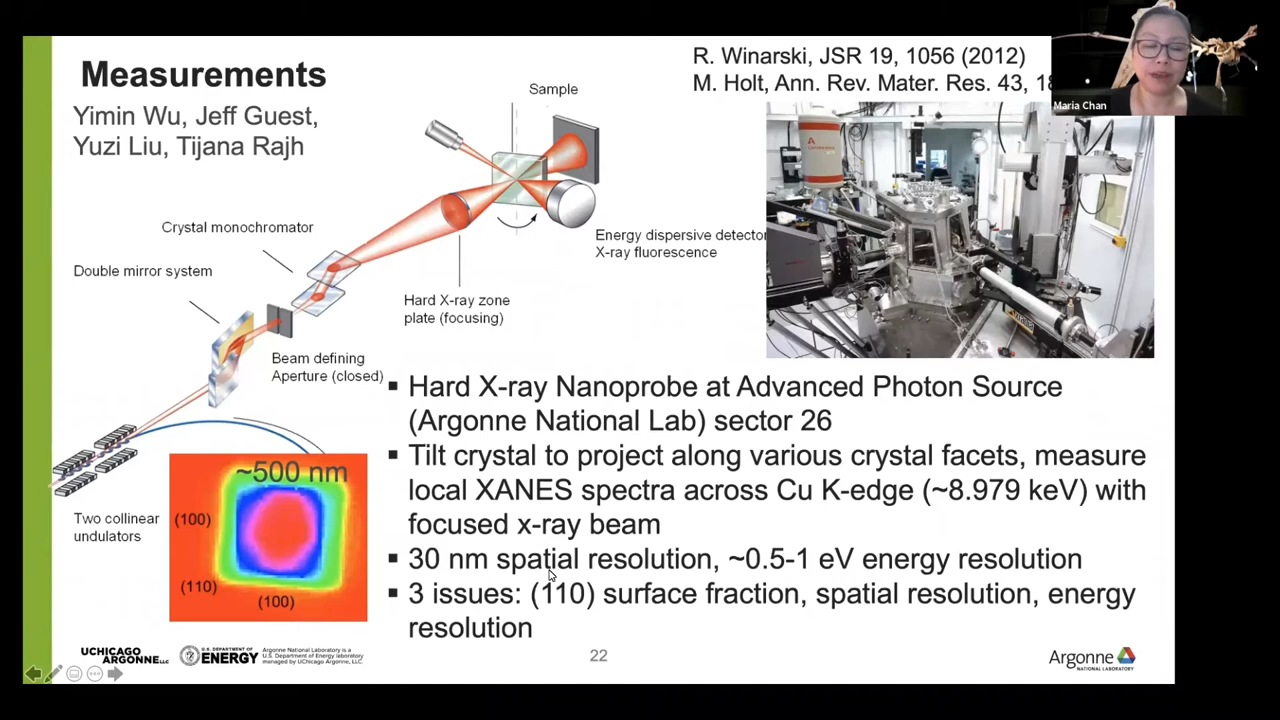 Measurements
Yimin Wu, Jeff Guest,
Yuzi Liu, Tijana Rajh
R. Winarski, JSR 19, 1056 (2012)
M. Holt, Ann. Rev. Mater. Res. 43,
Maria Chan
Sample
Crystal monochromator
Double mirror system
Energy dispersive detector
X-ray fluorescence
Hard X-ray zone
plate (focusing)
Beam defining
Aperture (closed)
Two collinear
undulators
~500 nm
(100)
(110)
(100)
▪ Hard X-ray Nanoprobe at Advanced Photon Source
(Argonne National Lab) sector 26
▪ Tilt crystal to project along various crystal facets, measure
local XANES spectra across Cu K-edge (~8.979 keV) with
focused x-ray beam
▪ 30 nm spatial resolution, ~0.5-1 eV energy resolution
▪ 3 issues: (110) surface fraction, spatial resolution, energy
resolution
UCHICAGO
ARGONNE LLC
U.S. DEPARTMENT OF
ENERGY
Argonne National Laboratory is a
U.S. Department of Energy laboratory
managed by UChicago Argonne, LLC.
22
Argonne
NATIONAL LABORATORY